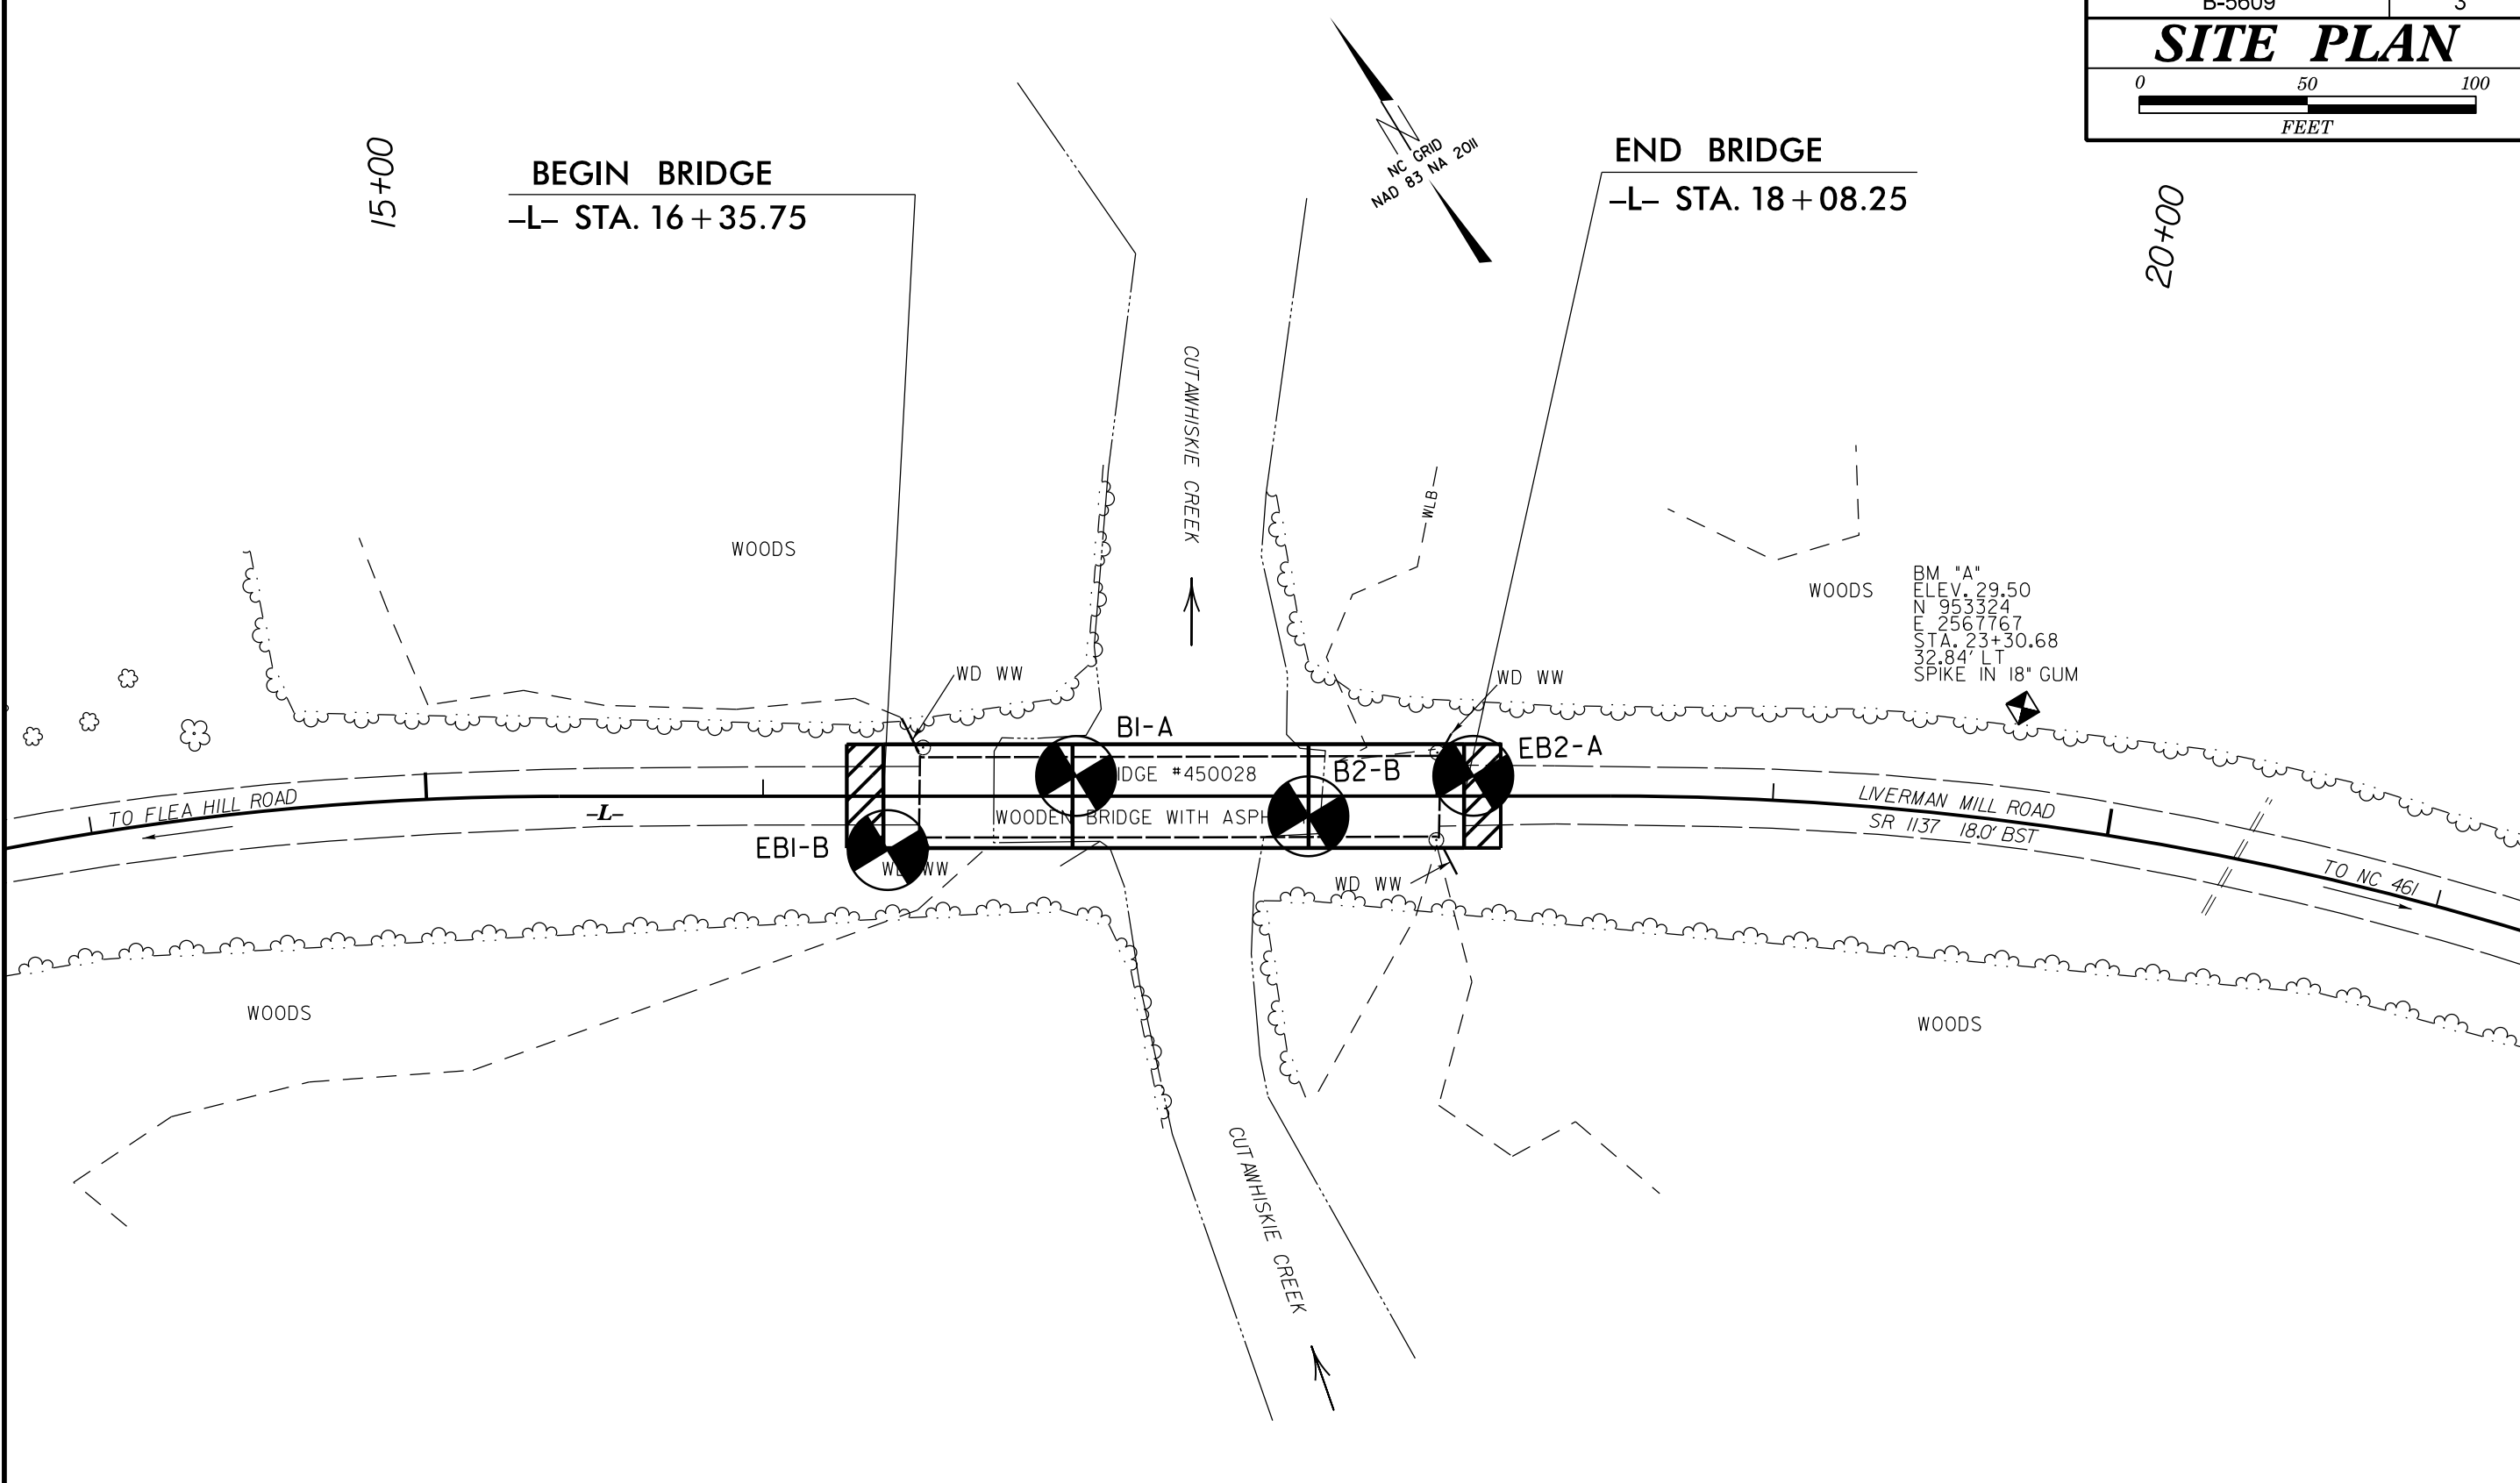 B-5609 3
SITE PLAN
0 50 100
FEET
15+00
BEGIN BRIDGE
-L- STA. 16+35.75
NC GRID
NAD 83 NA 2011
END BRIDGE
-L- STA. 18+08.25
20+00
CUTAWHISKIE CREEK
WLB
WOODS
WOODS
BM "A"
ELEV. 29.50
N 953324
E 2567767
STA. 23+30.68
32.84' LT
SPIKE IN 18" GUM
WD WW
WD WW
B1-A
EB2-A
B2-B
IDGE #450028
TO FLEA HILL ROAD
-L-
WOODEN BRIDGE WITH ASPH
LIVERMAN MILL ROAD
SR 1137 18.0' BST
EB1-B
WD WW
WD WW
TO NC 461
WOODS
WOODS
CUTAWHISKIE CREEK